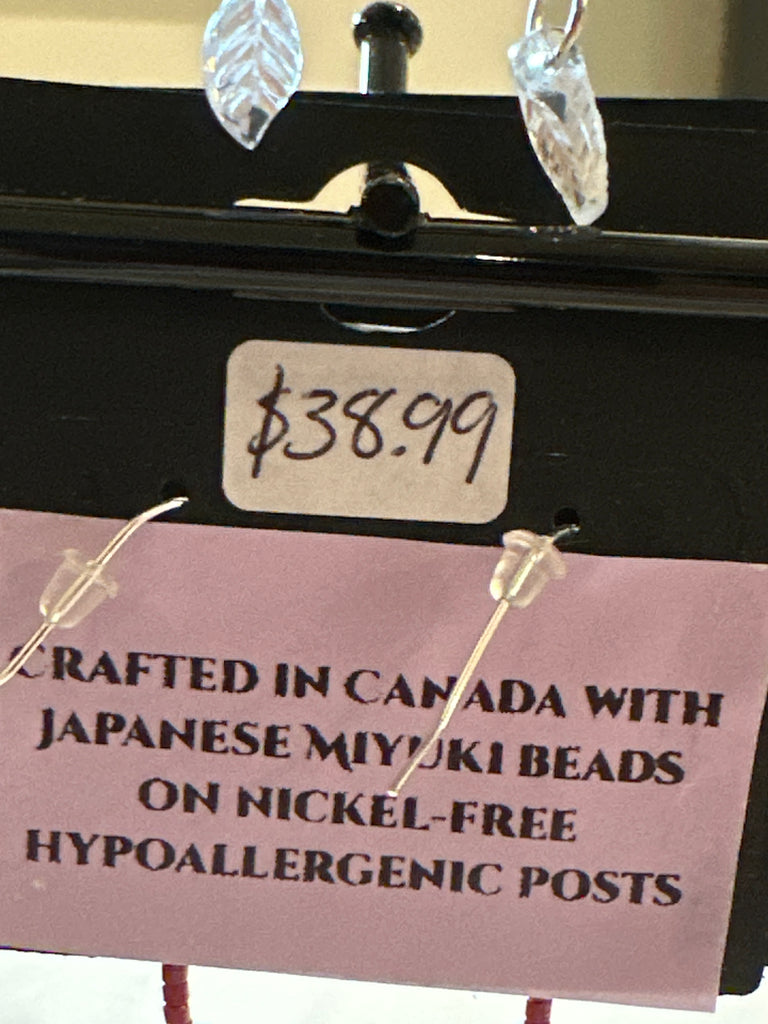 $38.99
CRAFTED IN CANADA WITH
JAPANESE MIYUKI BEADS
ON NICKEL-FREE
HYPOALLERGENIC POSTS